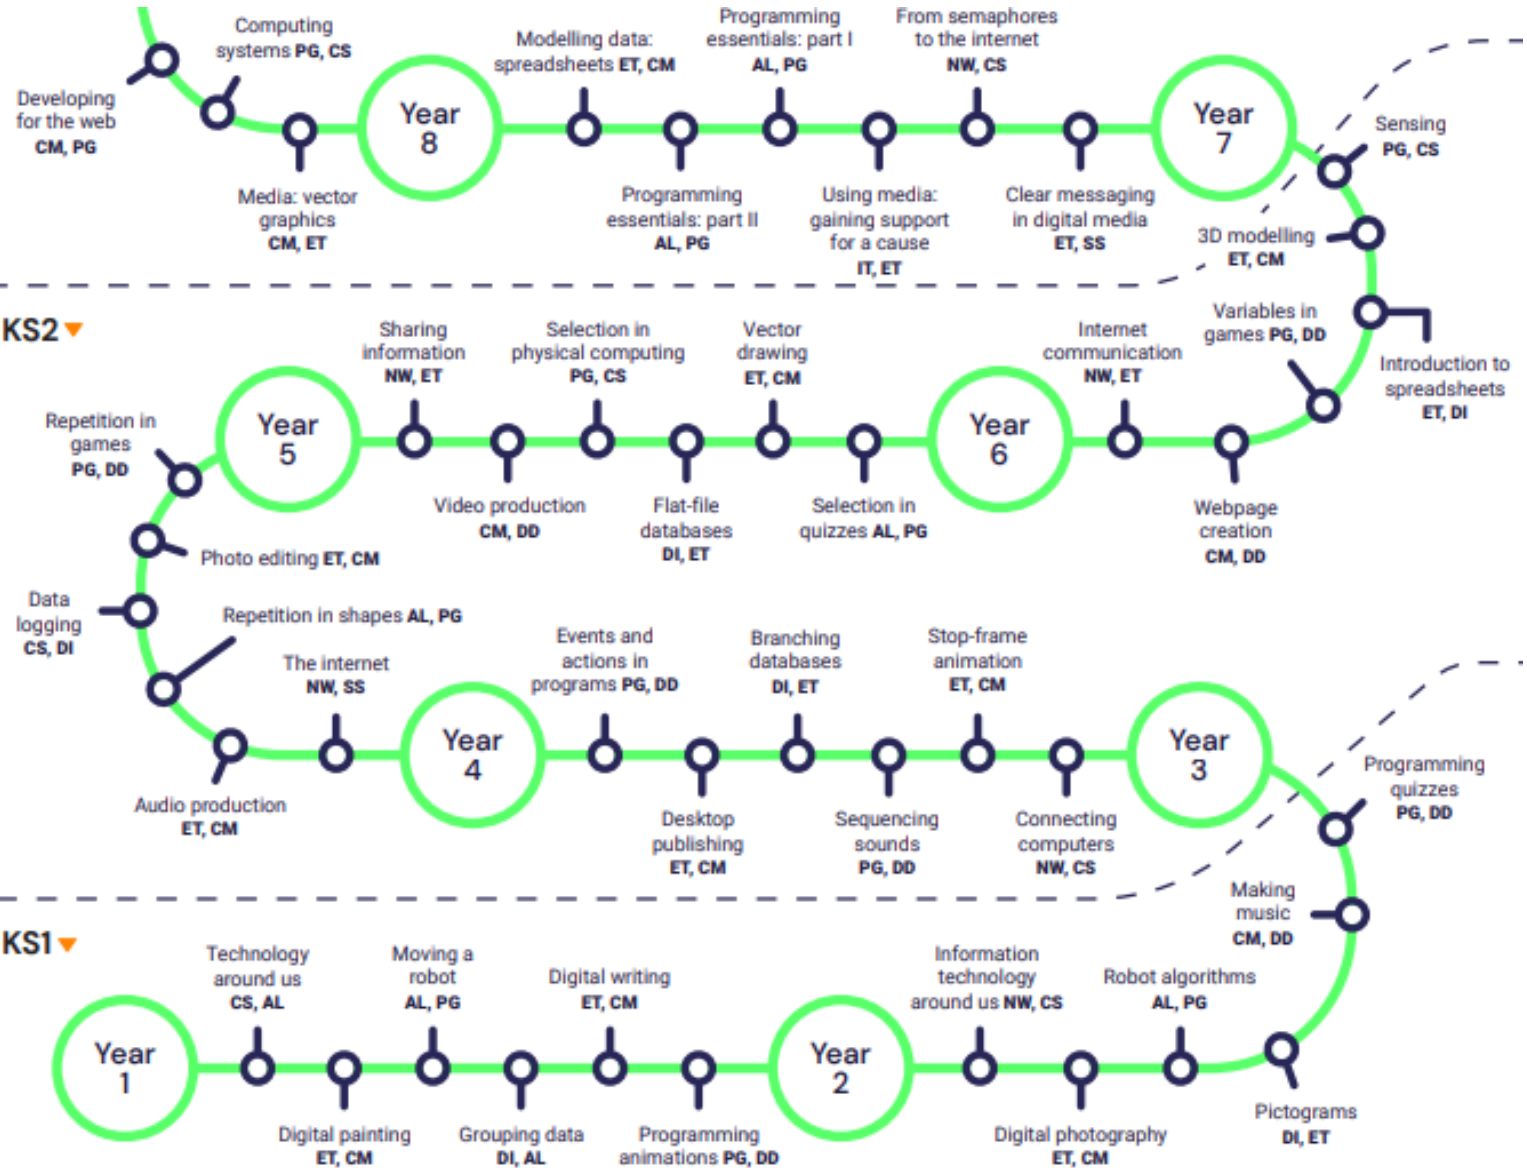 Computing
systems PG, CS
Developing
for the web
CM, PG
Media: vector
graphics
CM, ET
Year
8
Modelling data:
spreadsheets ET, CM
Programming
essentials: part II
AL, PG
Programming
essentials: part I
AL, PG
Using media:
gaining support
for a cause
IT, ET
From semaphores
to the internet
NW, CS
Clear messaging
in digital media
ET, SS
Year
7
Sensing
PG, CS
3D modelling
ET, CM
Introduction to
spreadsheets
ET, DI
Variables in
games PG, DD
KS2
Repetition in
games
PG, DD
Year
5
Sharing
information
NW, ET
Video production
CM, DD
Selection in
physical computing
PG, CS
Flat-file
databases
DI, ET
Vector
drawing
ET, CM
Selection in
quizzes AL, PG
Year
6
Internet
communication
NW, ET
Webpage
creation
CM, DD
Photo editing ET, CM
Data
logging
CS, DI
Repetition in shapes AL, PG
Audio production
ET, CM
The internet
NW, SS
Year
4
Events and
actions in
programs PG, DD
Desktop
publishing
ET, CM
Branching
databases
DI, ET
Sequencing
sounds
PG, DD
Stop-frame
animation
ET, CM
Connecting
computers
NW, CS
Year
3
Programming
quizzes
PG, DD
Making
music
CM, DD
KS1
Year
1
Technology
around us
CS, AL
Digital painting
ET, CM
Moving a
robot
AL, PG
Grouping data
DI, AL
Digital writing
ET, CM
Programming
animations PG, DD
Year
2
Information
technology
around us NW, CS
Digital photography
ET, CM
Robot algorithms
AL, PG
Pictograms
DI, ET